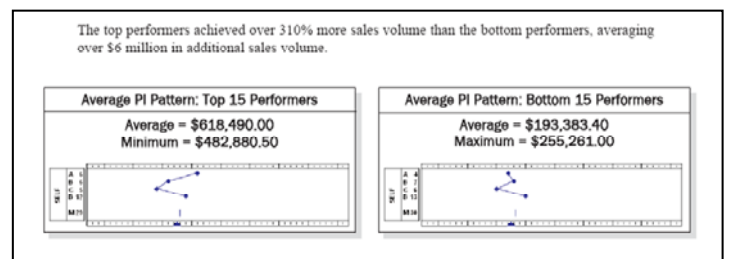 The top performers achieved over 310% more sales volume than the bottom performers, averaging
over $6 million in additional sales volume.
Average PI Pattern: Top 15 Performers
Average = $618,490.00
Minimum = $482,880.50
SELF
A
B
C
D
M
Average PI Pattern: Bottom 15 Performers
Average = $193,383.40
Maximum = $255,261.00
SELF
A
B
C
D
M